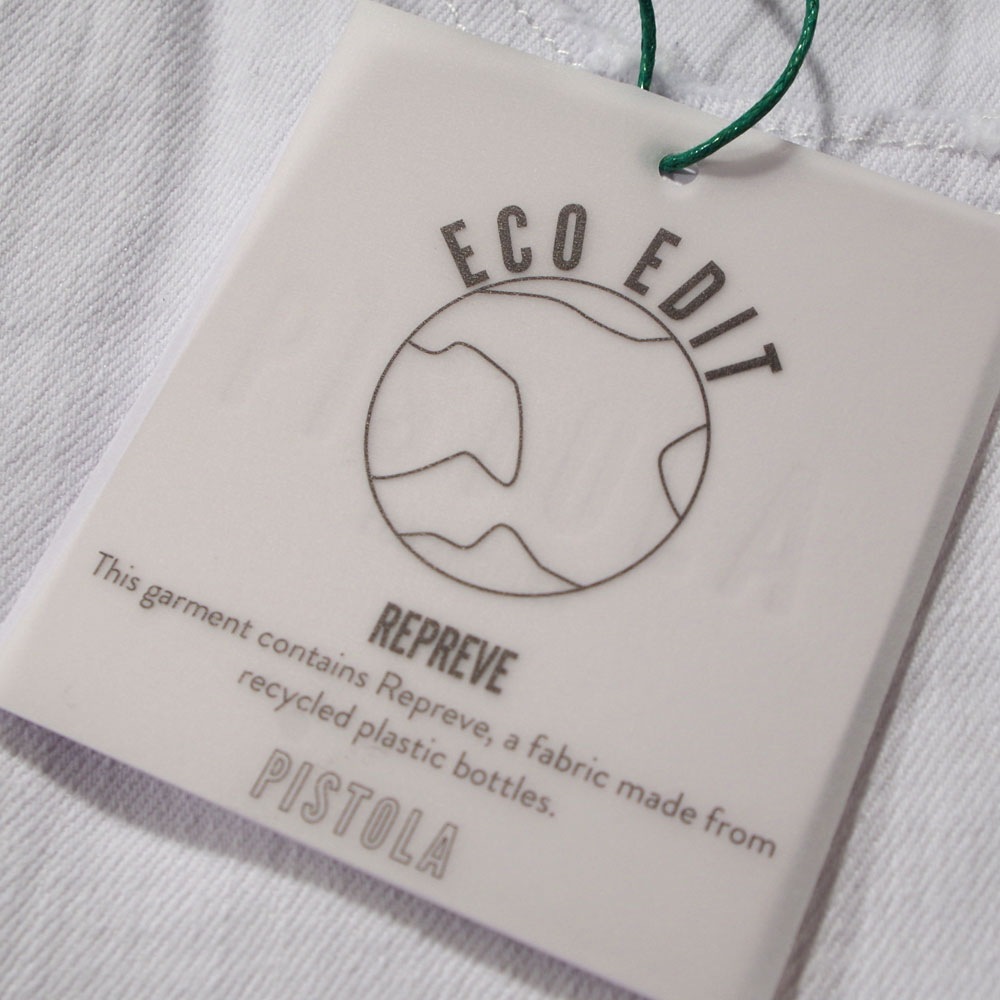 ECO EDIT
REPREVE
This garment contains Repreve, a fabric made from
recycled plastic bottles.
PISTOLA